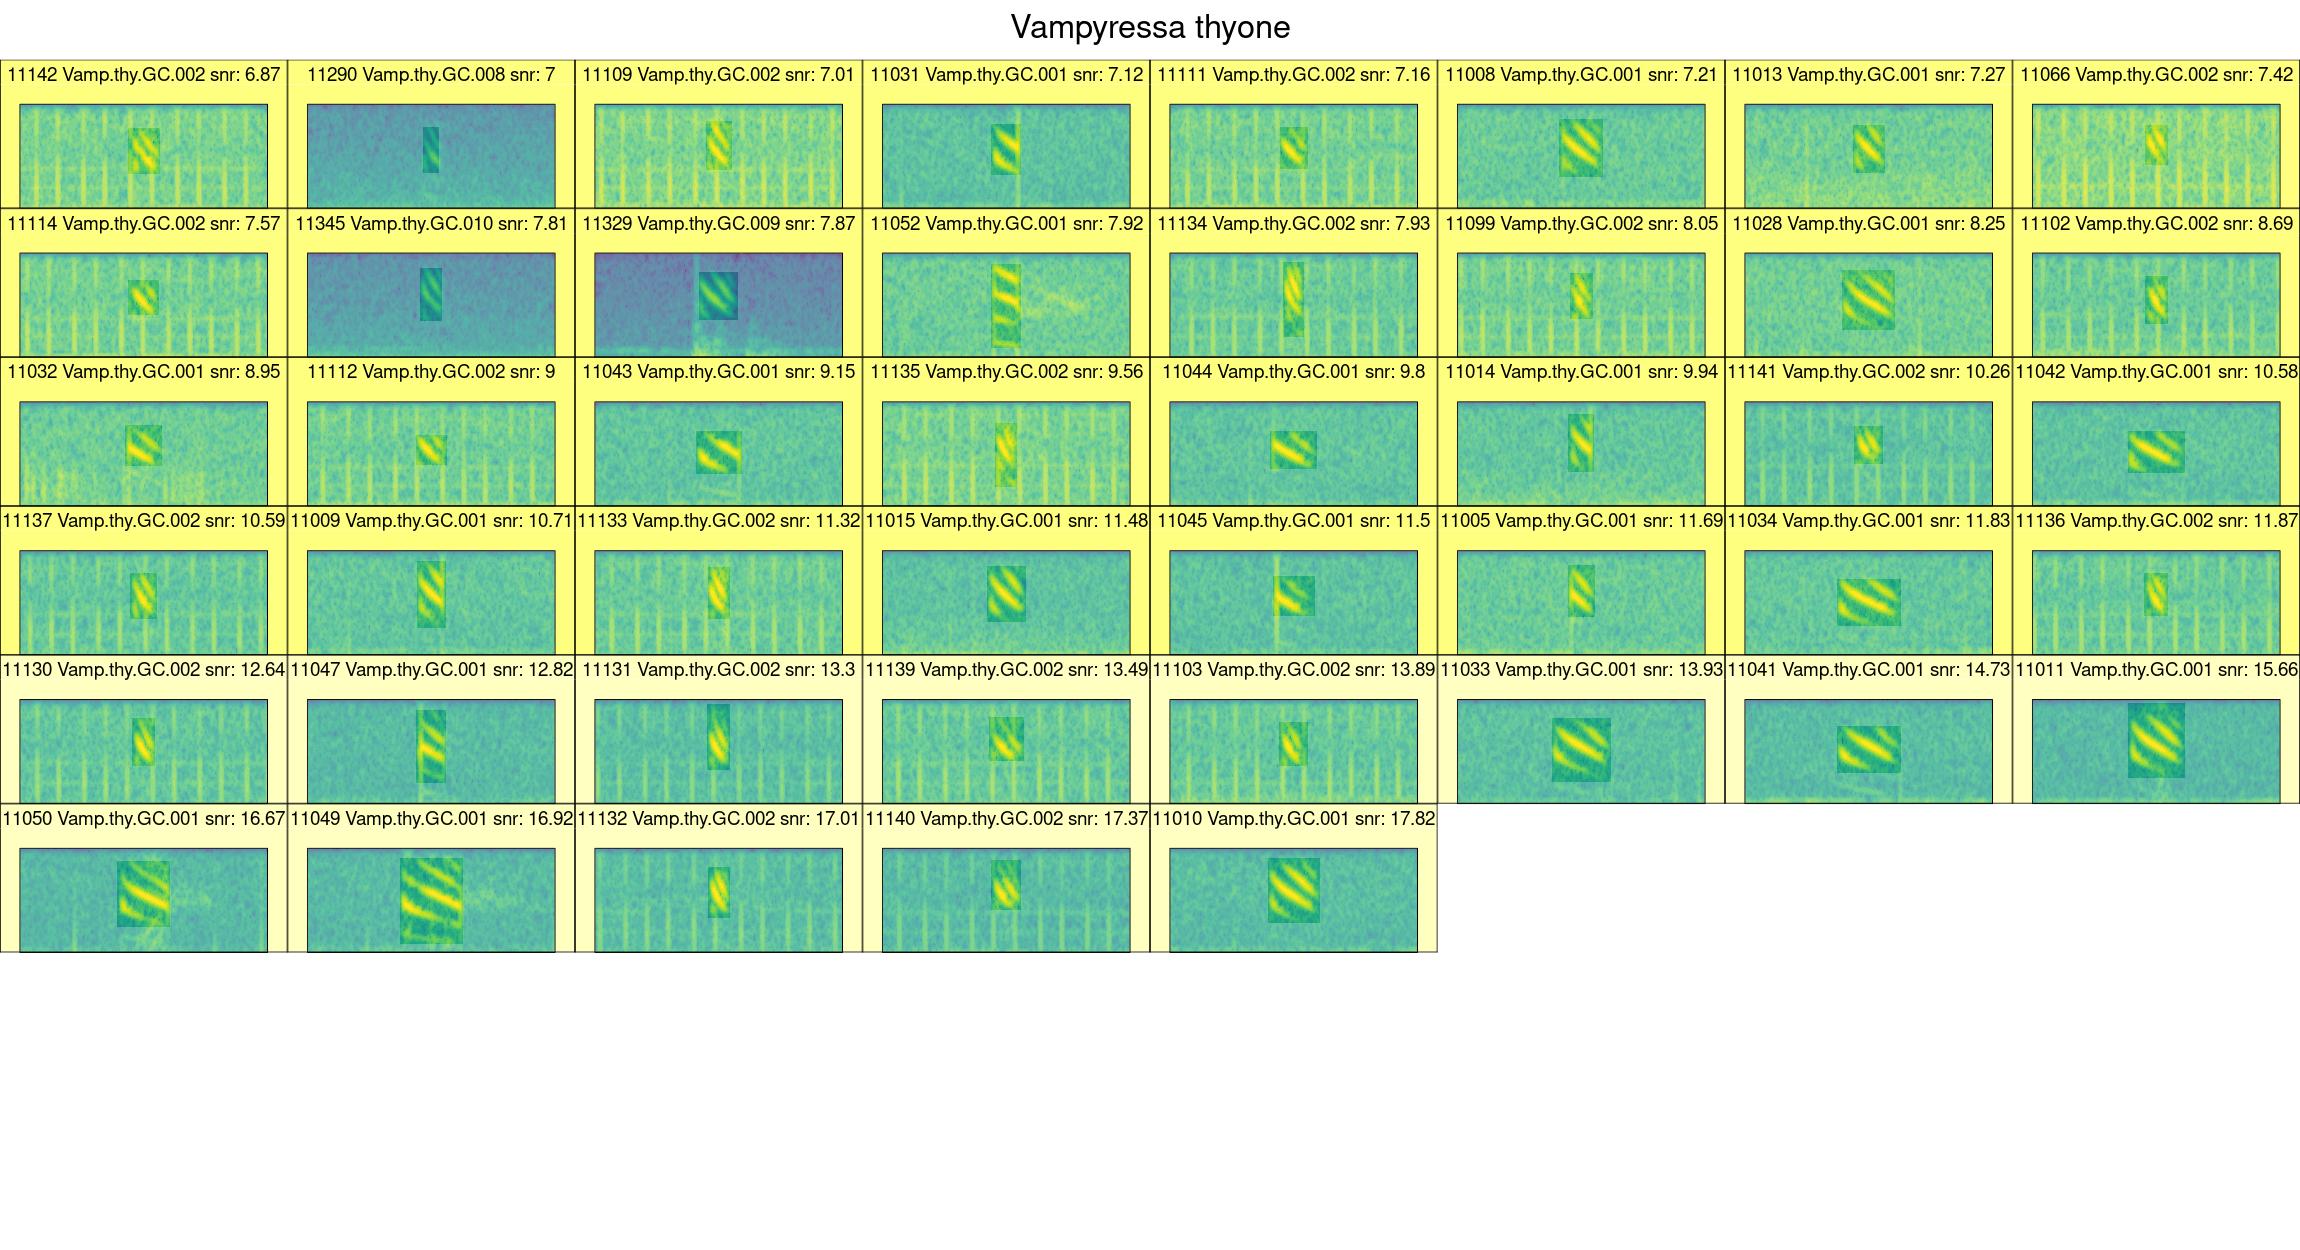 Vampyressa thyone
11142 Vamp.thy.GC.002 snr: 6.87
11290 Vamp.thy.GC.008 snr: 7
11109 Vamp.thy.GC.002 snr: 7.01
11031 Vamp.thy.GC.001 snr: 7.12
11111 Vamp.thy.GC.002 snr: 7.16
11008 Vamp.thy.GC.001 snr: 7.21
11013 Vamp.thy.GC.001 snr: 7.27
11066 Vamp.thy.GC.002 snr: 7.42
11114 Vamp.thy.GC.002 snr: 7.57
11345 Vamp.thy.GC.010 snr: 7.81
11329 Vamp.thy.GC.009 snr: 7.87
11052 Vamp.thy.GC.001 snr: 7.92
11134 Vamp.thy.GC.002 snr: 7.93
11099 Vamp.thy.GC.002 snr: 8.05
11028 Vamp.thy.GC.001 snr: 8.25
11102 Vamp.thy.GC.002 snr: 8.69
11032 Vamp.thy.GC.001 snr: 8.95
11112 Vamp.thy.GC.002 snr: 9
11043 Vamp.thy.GC.001 snr: 9.15
11135 Vamp.thy.GC.002 snr: 9.56
11044 Vamp.thy.GC.001 snr: 9.8
11014 Vamp.thy.GC.001 snr: 9.94
11141 Vamp.thy.GC.002 snr: 10.26
11042 Vamp.thy.GC.001 snr: 10.58
11137 Vamp.thy.GC.002 snr: 10.59
11009 Vamp.thy.GC.001 snr: 10.71
11133 Vamp.thy.GC.002 snr: 11.32
11015 Vamp.thy.GC.001 snr: 11.48
11045 Vamp.thy.GC.001 snr: 11.5
11005 Vamp.thy.GC.001 snr: 11.69
11034 Vamp.thy.GC.001 snr: 11.83
11136 Vamp.thy.GC.002 snr: 11.87
11130 Vamp.thy.GC.002 snr: 12.64
11047 Vamp.thy.GC.001 snr: 12.82
11131 Vamp.thy.GC.002 snr: 13.3
11139 Vamp.thy.GC.002 snr: 13.49
11103 Vamp.thy.GC.002 snr: 13.89
11033 Vamp.thy.GC.001 snr: 13.93
11041 Vamp.thy.GC.001 snr: 14.73
11011 Vamp.thy.GC.001 snr: 15.66
11050 Vamp.thy.GC.001 snr: 16.67
11049 Vamp.thy.GC.001 snr: 16.92
11132 Vamp.thy.GC.002 snr: 17.01
11140 Vamp.thy.GC.002 snr: 17.37
11010 Vamp.thy.GC.001 snr: 17.82